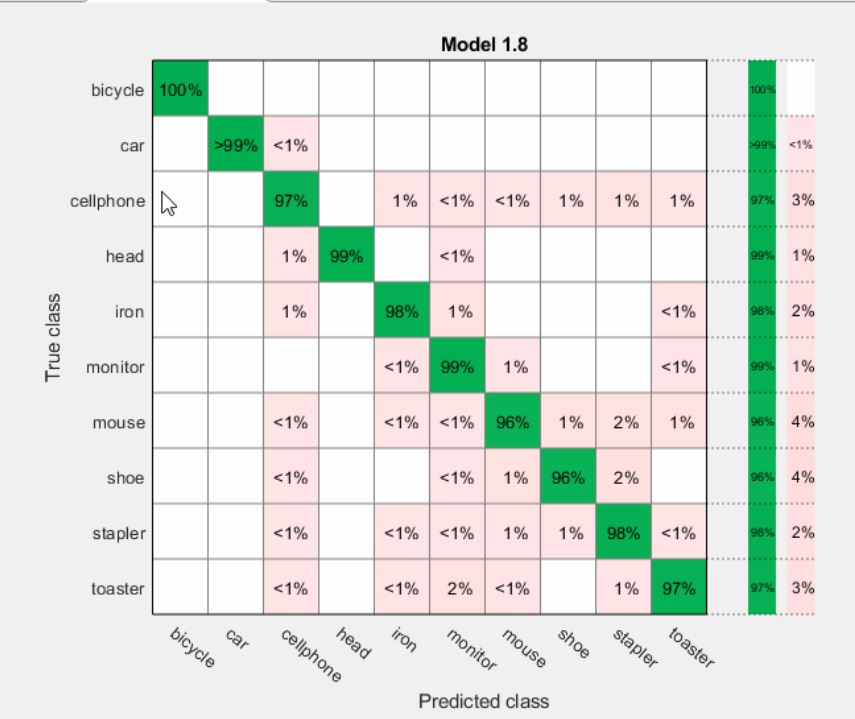 Model 1.8
bicycle 100% 100%
car >99% <1% >99% <1%
cellphone 97% 1% <1% <1% 1% 1% 1% 97% 3%
head 1% 99% <1% 99% 1%
iron 1% 98% 1% <1% 98% 2%
monitor <1% 99% 1% <1% 99% 1%
mouse <1% <1% <1% 96% 1% 2% 1% 96% 4%
shoe <1% <1% 1% 96% 2% 96% 4%
stapler <1% <1% <1% 1% 1% 98% <1% 98% 2%
toaster <1% <1% 2% <1% 1% 97% 97% 3%
True class
bicycle car cellphone head iron monitor mouse shoe stapler toaster
Predicted class